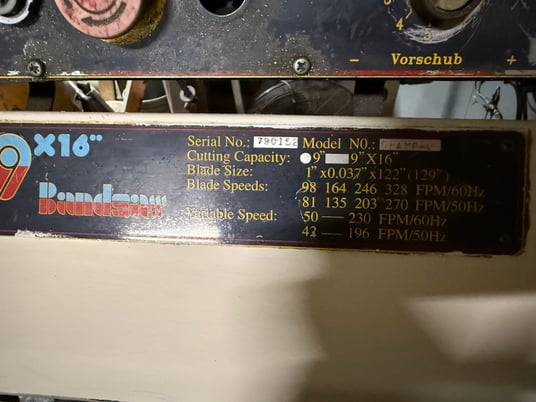 4
Vorschub
− +
9 x16"
Bandsaw
Serial No.: 790152 Model NO.:
Cutting Capacity: 9" 9"X16"
Blade Size: 1"x0.037"x122"(129")
Blade Speeds: 98 164 246 328 FPM/60Hz
81 135 203 270 FPM/50Hz
Variable Speed: 50 — 230 FPM/60Hz
42 — 196 FPM/50Hz